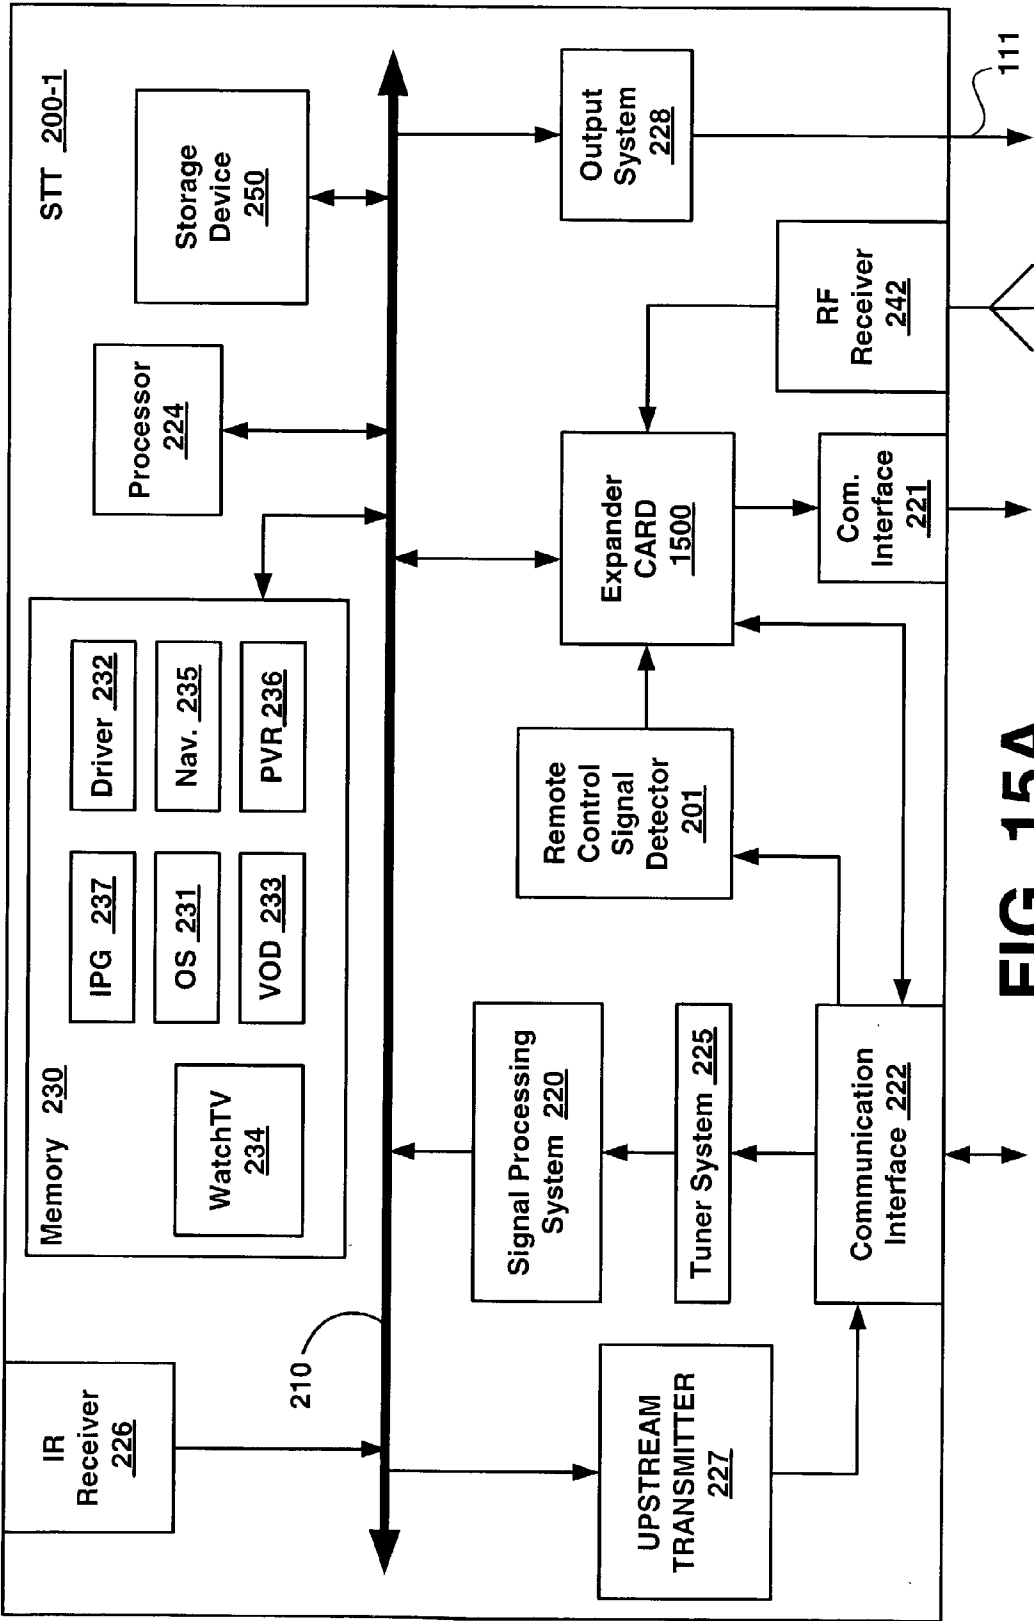 STT 200-1
IR
Receiver
226
Memory 230
WatchTV
234
IPG 237
OS 231
VOD 233
Driver 232
Nav. 235
PVR 236
Processor
224
Storage
Device
250
210
UPSTREAM
TRANSMITTER
227
Signal Processing
System 220
Tuner System 225
Communication
Interface 222
Remote
Control
Signal
Detector
201
Expander
CARD
1500
Com.
Interface
221
RF
Receiver
242
Output
System
228
111
FIG. 15A